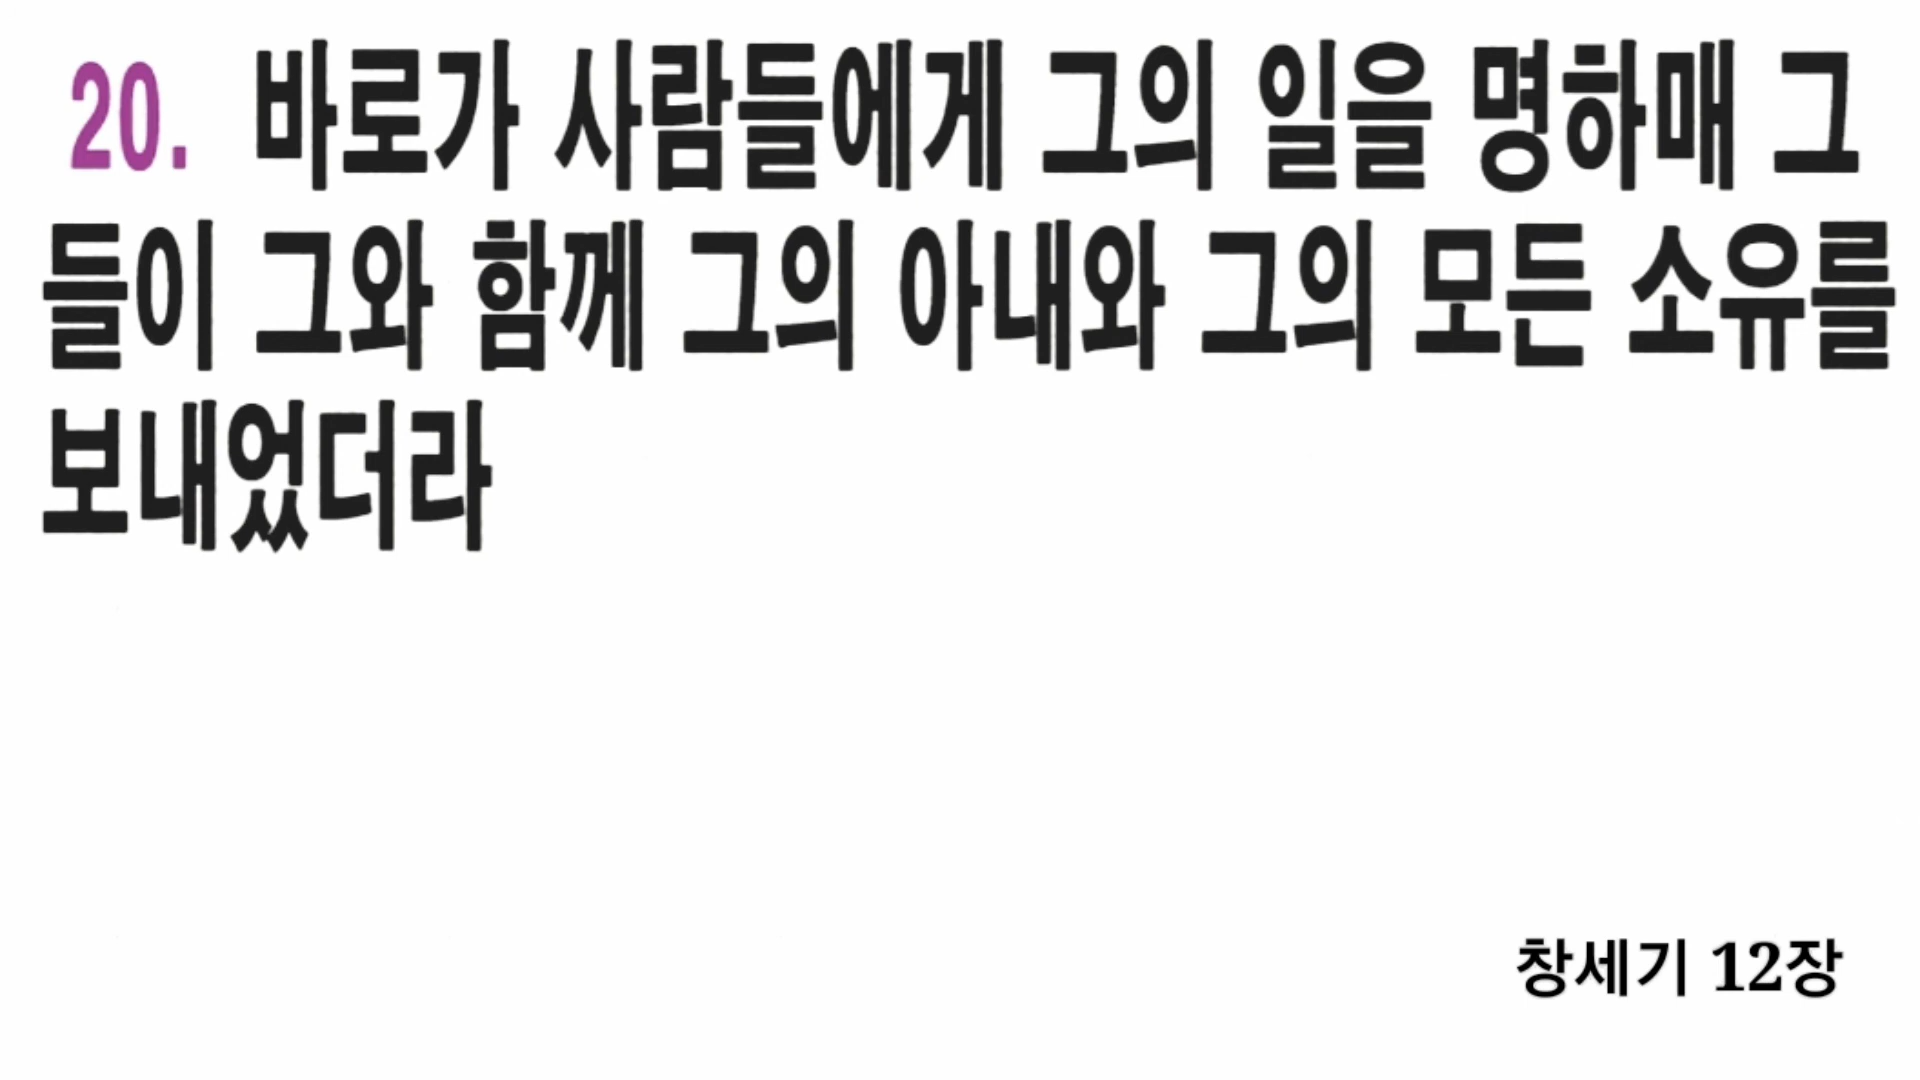 20. 바로가 사람들에게 그의 일을 명하매 그
들이 그와 함께 그의 아내와 그의 모든 소유를
보내었더라
창세기 12장